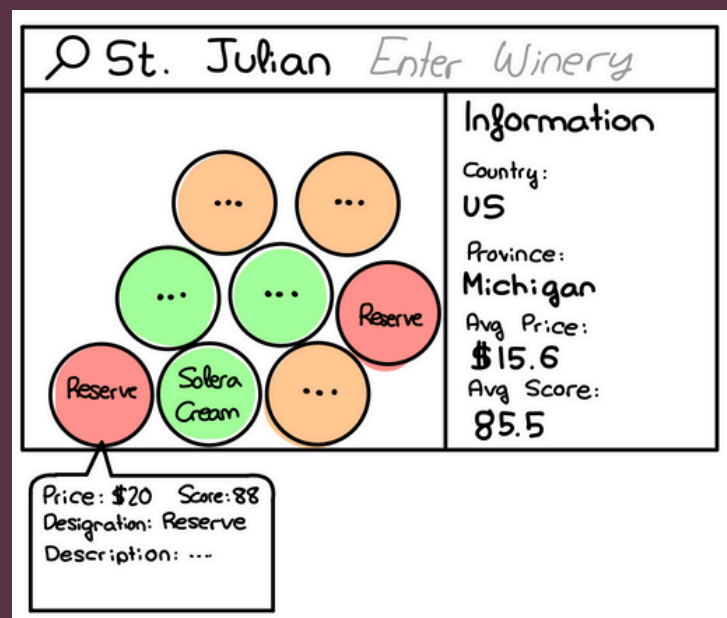 St. Julian Enter Winery
Information
Country:
US
Province:
Michigan
Avg Price:
$15.6
Avg Score:
85.5
...
...
...
...
Reserve
Reserve
Solera
Cream
...
Price: $20 Score: 88
Designation: Reserve
Description: ....